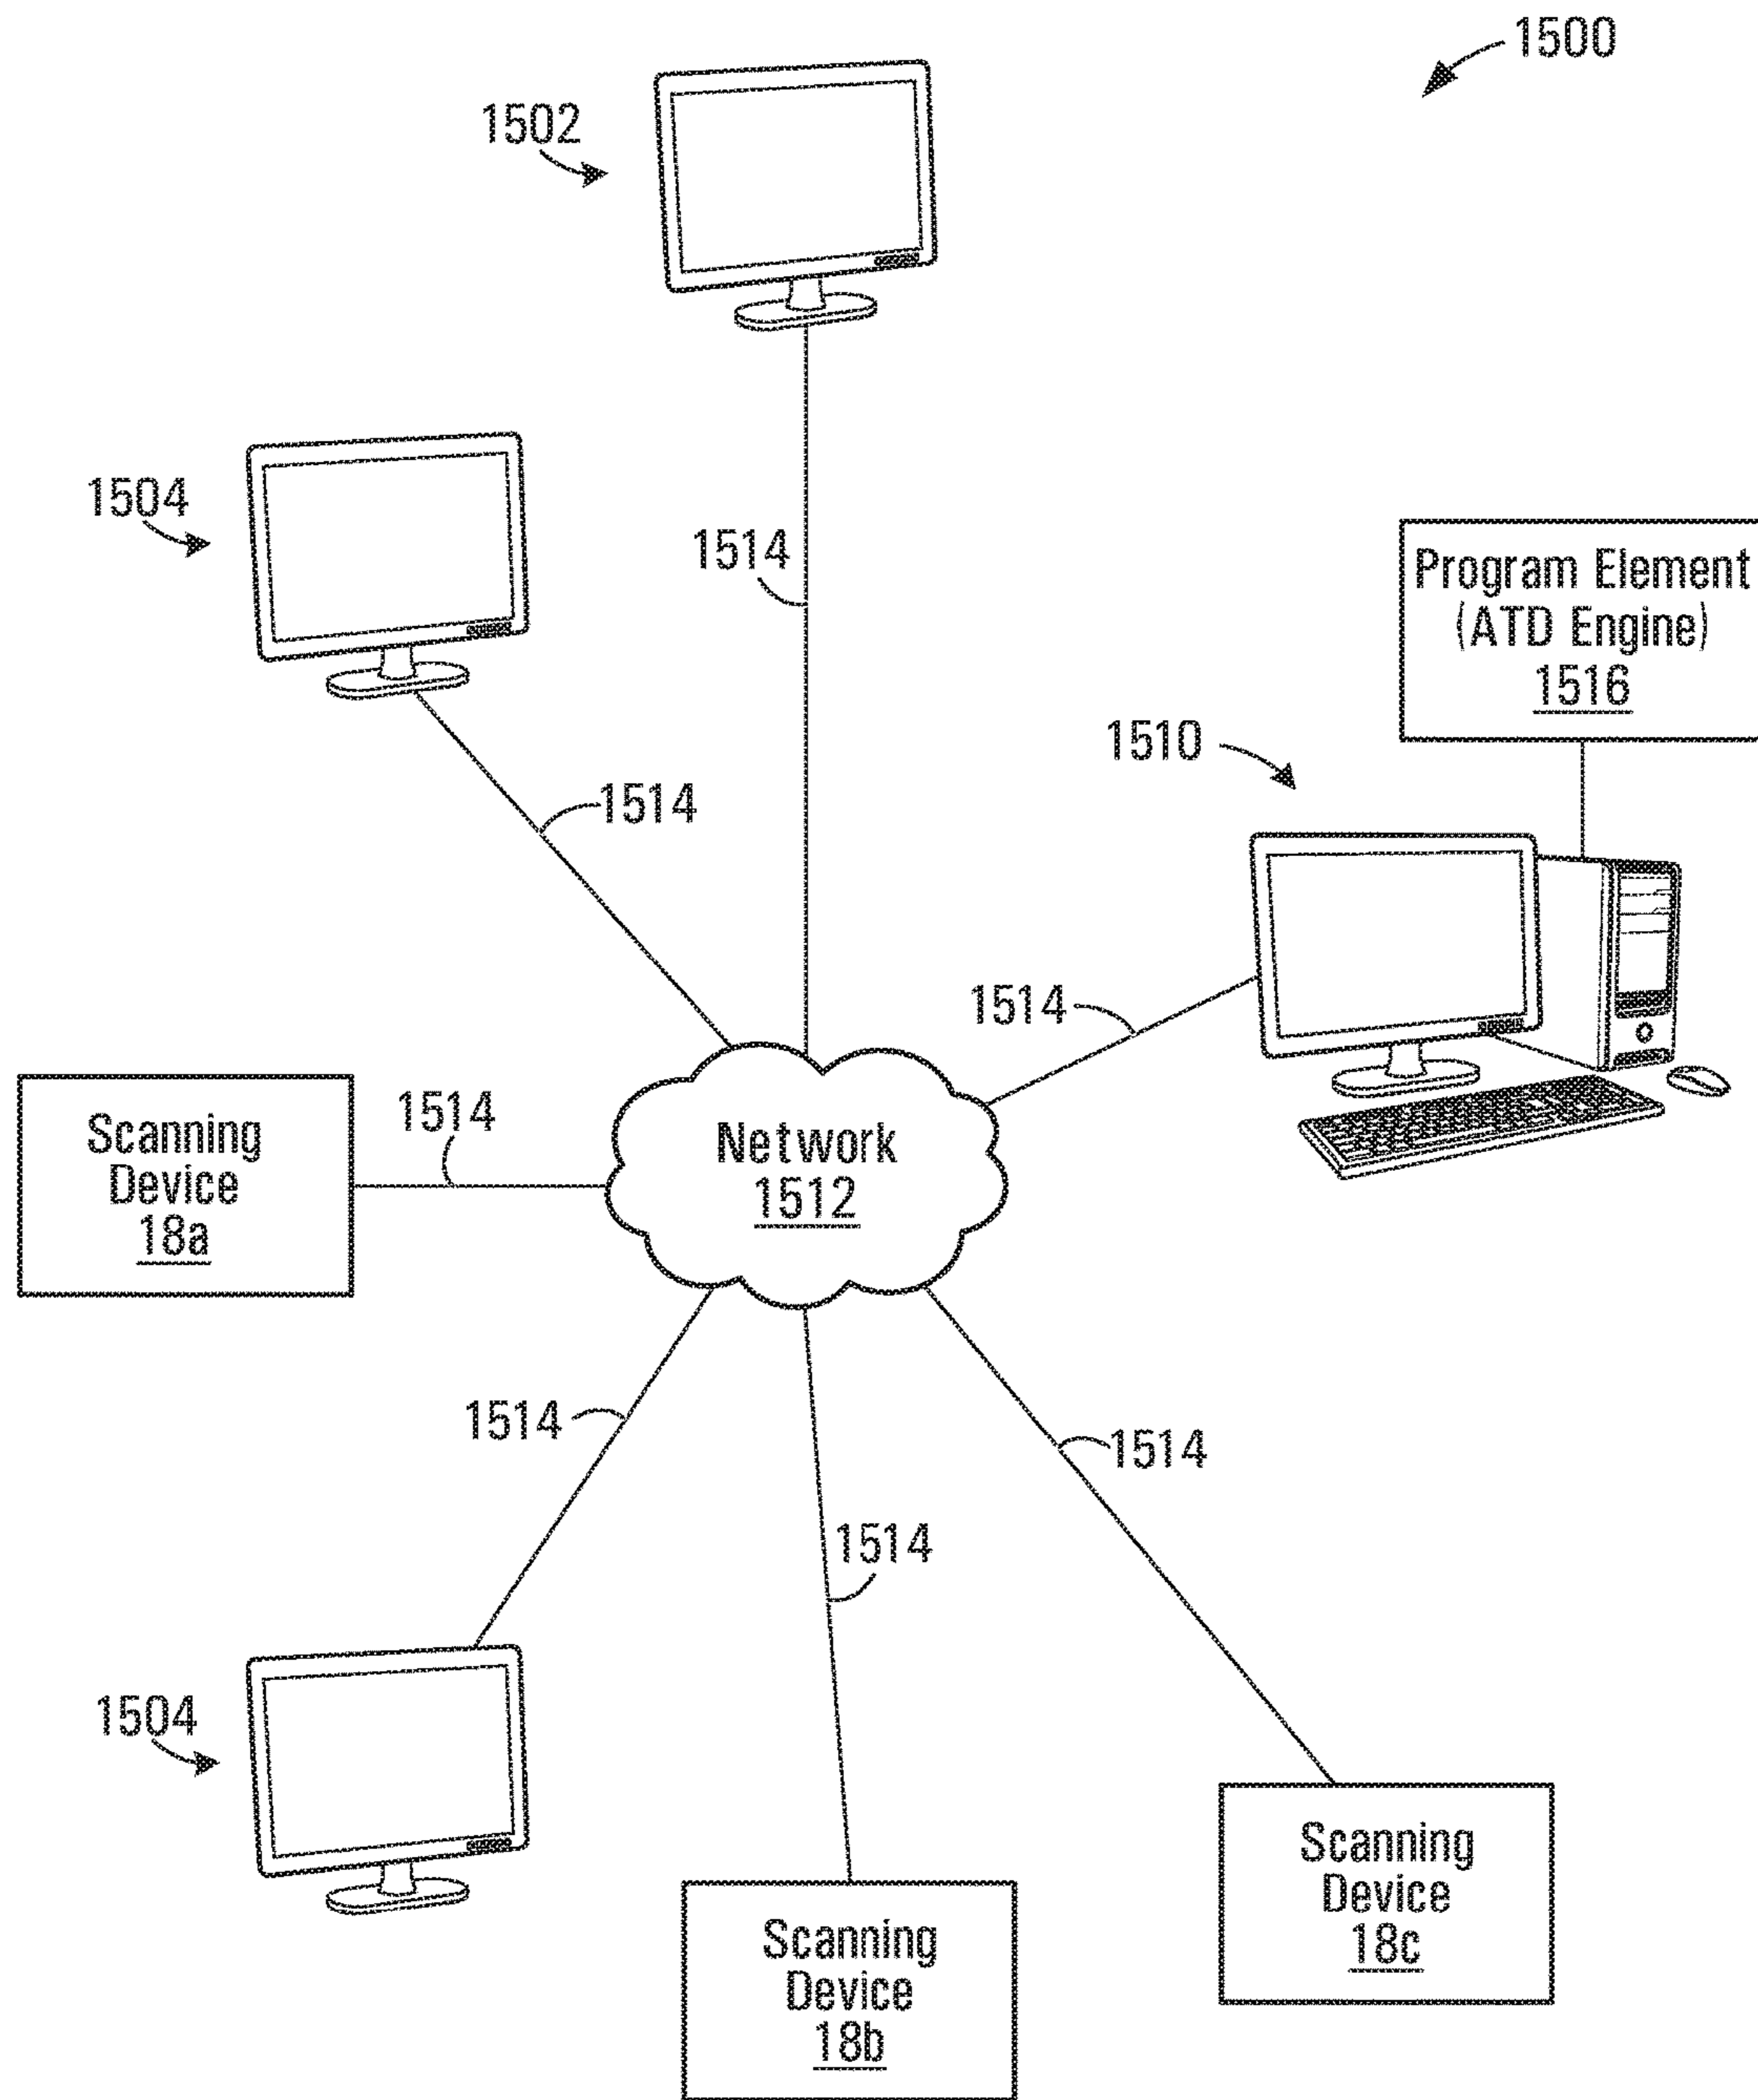 1500
1502
1504
1514
Program Element
(ATD Engine)
1516
1510
1514
1514
Scanning
Device
18a
1514
Network
1512
1514
1514
1514
1504
Scanning
Device
18c
Scanning
Device
18b